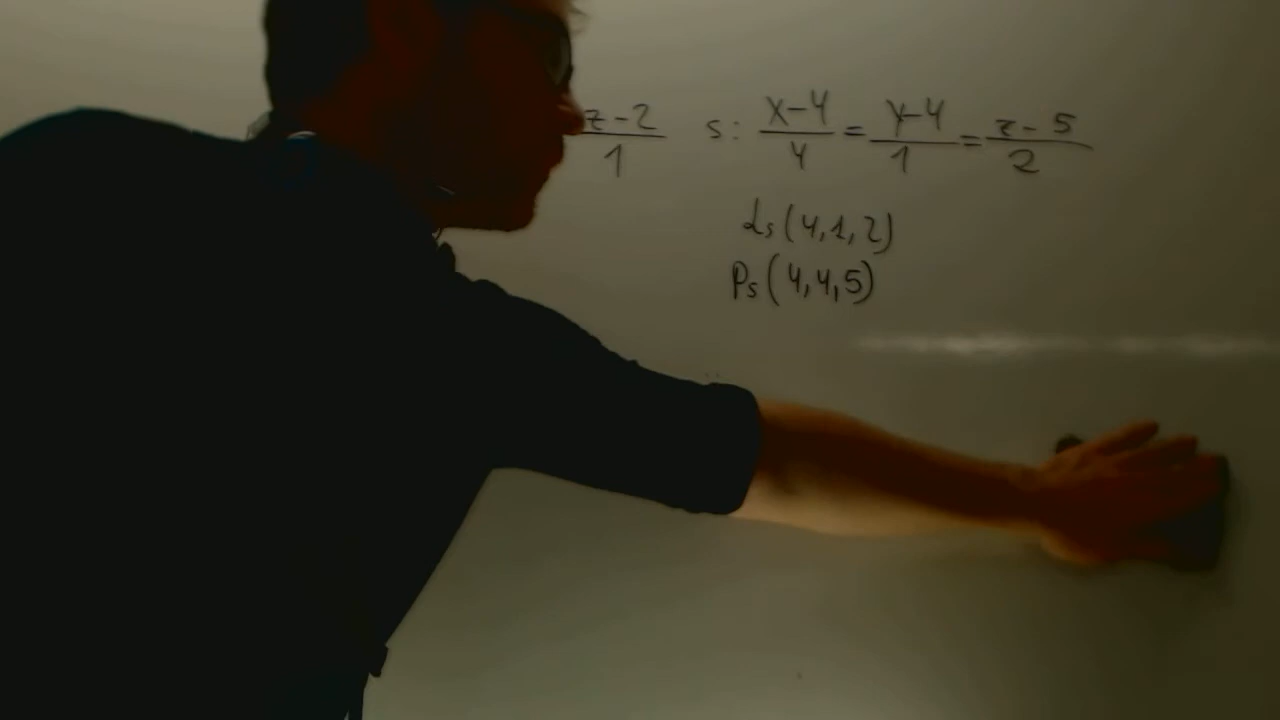 z-2/1 s: x-4/4 = y-4/1 = z-5/2
ds(4,1,2)
Ps(4,4,5)